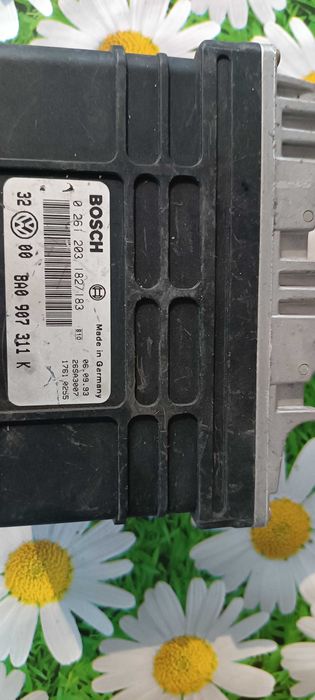 BOSCH
0 261 203 182/183
Made in Germany
810
06.09.93
26SA3007
1761 0255
32 00 8A0 907 311 K